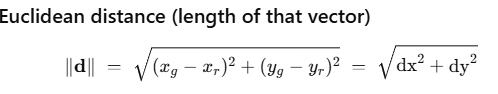 Euclidean distance (length of that vector)
‖d‖ = √(x_g − x_r)² + (y_g − y_r)² = √dx² + dy²